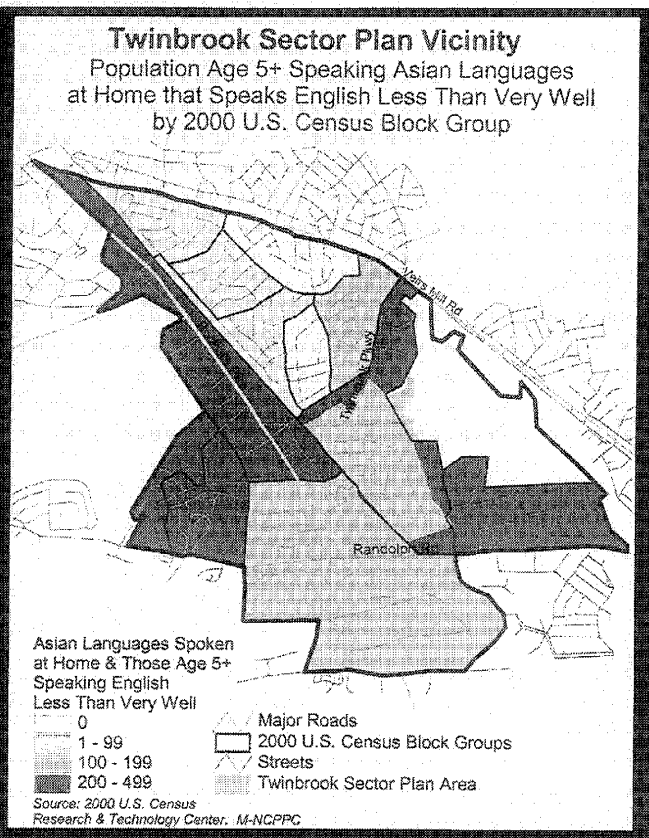 Twinbrook Sector Plan Vicinity
Population Age 5+ Speaking Asian Languages
at Home that Speaks English Less Than Very Well
by 2000 U.S. Census Block Group
Veirs Mill Rd
Twinbrook Pkwy
Randolph Rd
Asian Languages Spoken
at Home & Those Age 5+
Speaking English
Less Than Very Well
0
1 - 99
100 - 199
200 - 499
Major Roads
2000 U.S. Census Block Groups
Streets
Twinbrook Sector Plan Area
Source: 2000 U.S. Census
Research & Technology Center, M-NCPPC